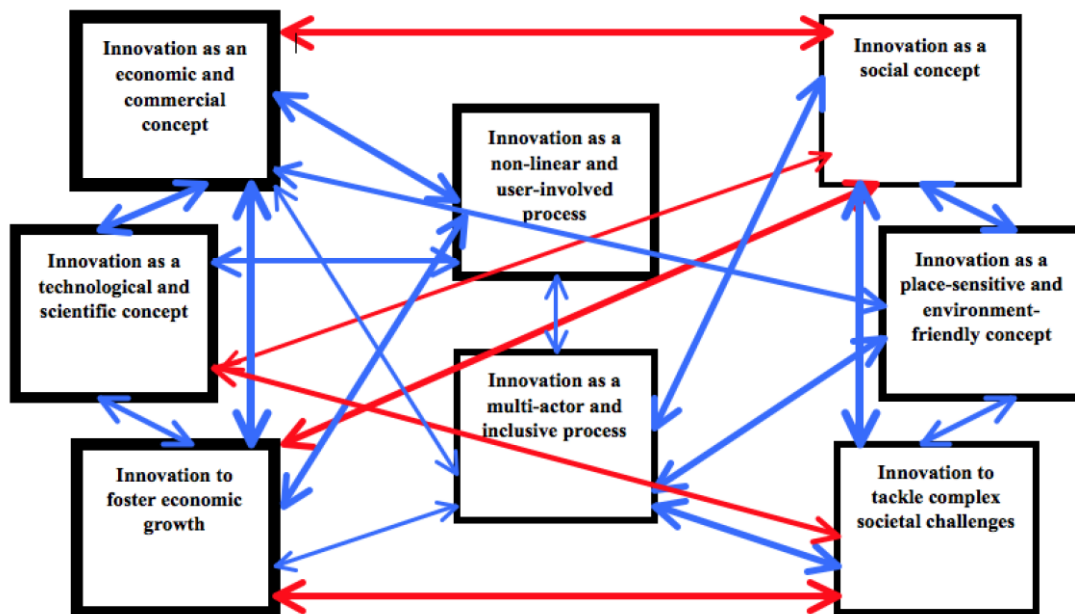 Innovation as an
economic and
commercial
concept
Innovation as a
social concept
Innovation as a
non-linear and
user-involved
process
Innovation as a
technological and
scientific concept
Innovation as a
place-sensitive and
environment-
friendly concept
Innovation as a
multi-actor and
inclusive process
Innovation to
foster economic
growth
Innovation to
tackle complex
societal challenges